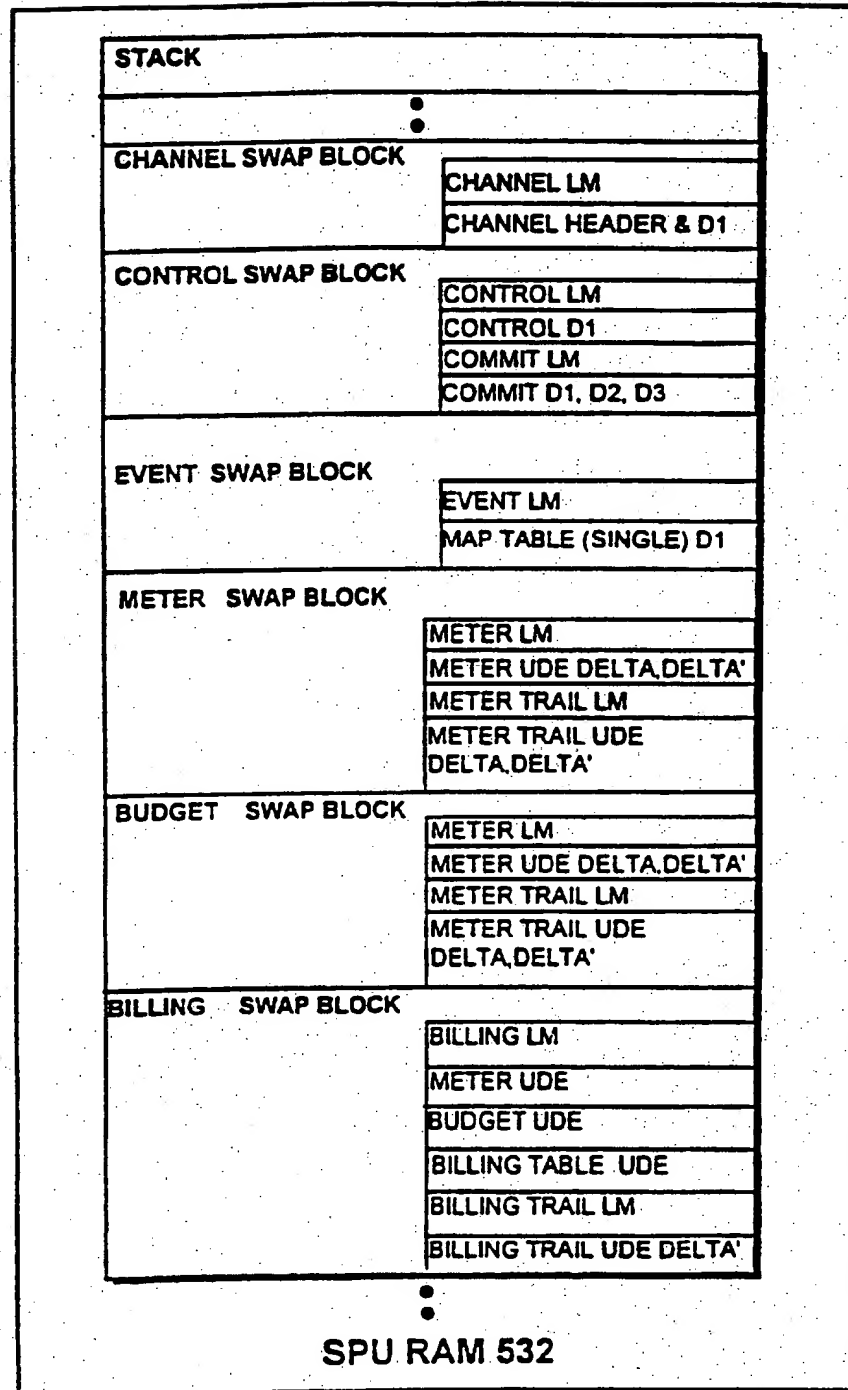 STACK
CHANNEL SWAP BLOCK
CHANNEL LM
CHANNEL HEADER & D1
CONTROL SWAP BLOCK
CONTROL LM
CONTROL D1
COMMIT LM
COMMIT D1, D2, D3
EVENT SWAP BLOCK
EVENT LM
MAP TABLE (SINGLE) D1
METER SWAP BLOCK
METER LM
METER UDE DELTA,DELTA'
METER TRAIL LM
METER TRAIL UDE
DELTA,DELTA'
BUDGET SWAP BLOCK
METER LM
METER UDE DELTA,DELTA'
METER TRAIL LM
METER TRAIL UDE
DELTA,DELTA'
BILLING SWAP BLOCK
BILLING LM
METER UDE
BUDGET UDE
BILLING TABLE UDE
BILLING TRAIL LM
BILLING TRAIL UDE DELTA'
SPU RAM 532